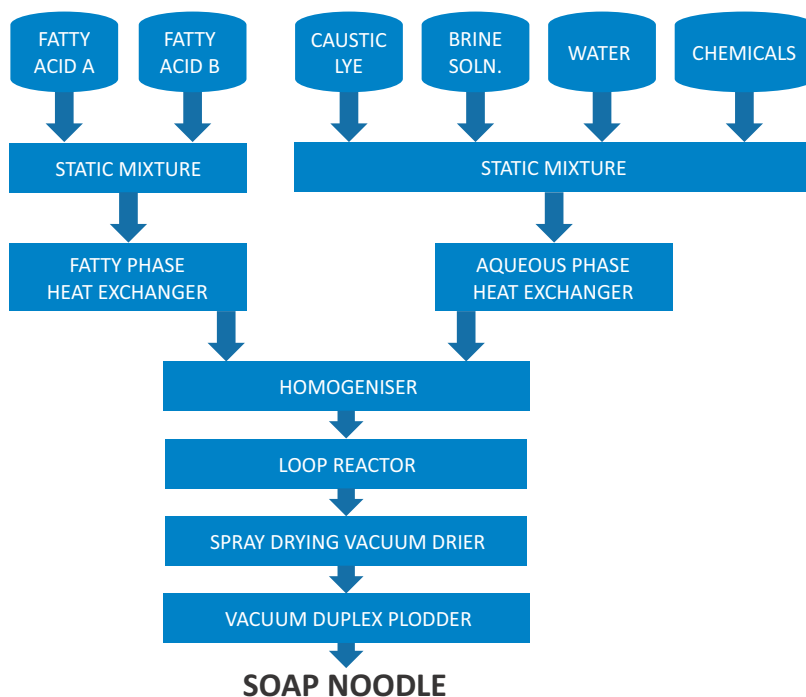 FATTY
ACID A
FATTY
ACID B
CAUSTIC
LYE
BRINE
SOLN.
WATER
CHEMICALS
STATIC MIXTURE
STATIC MIXTURE
FATTY PHASE
HEAT EXCHANGER
AQUEOUS PHASE
HEAT EXCHANGER
HOMOGENISER
LOOP REACTOR
SPRAY DRYING VACUUM DRIER
VACUUM DUPLEX PLODDER
SOAP NOODLE